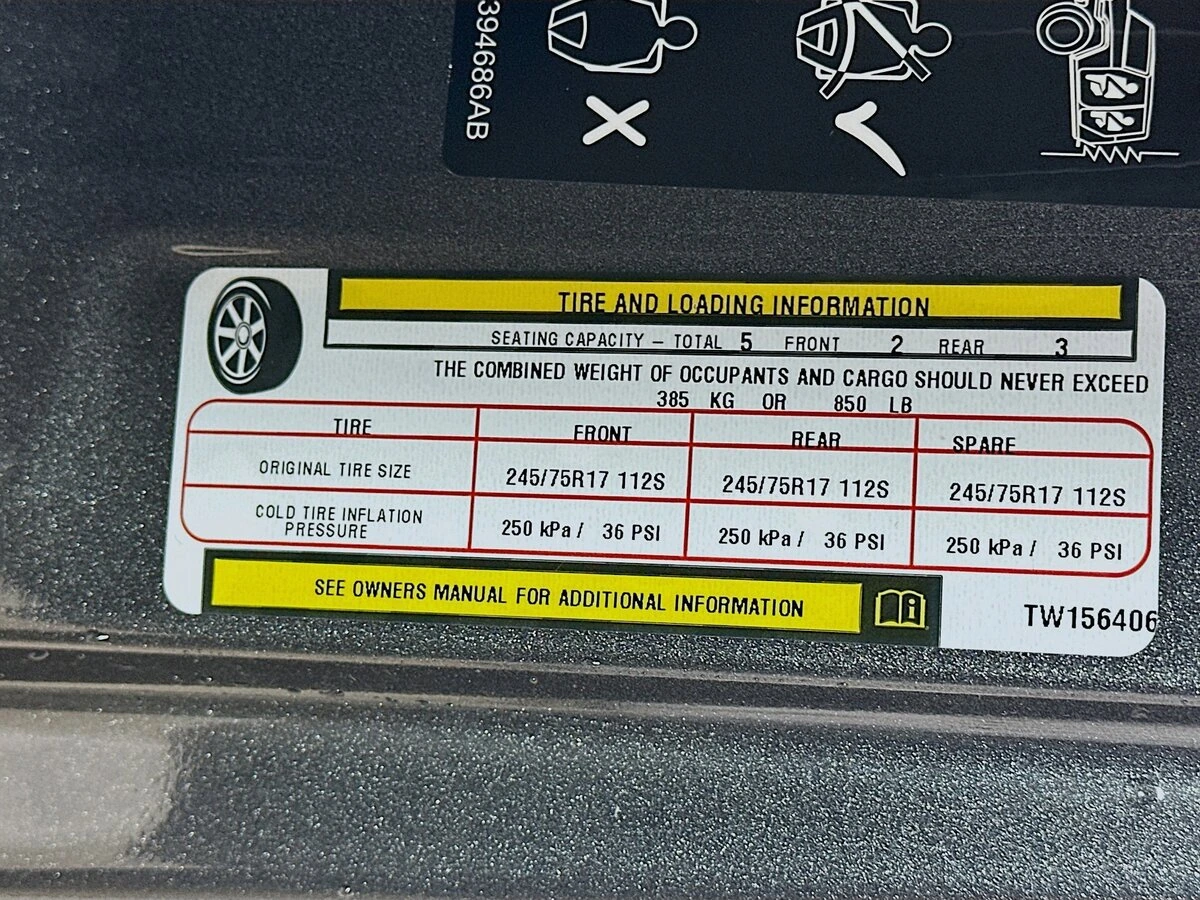 394686AB
TIRE AND LOADING INFORMATION
SEATING CAPACITY – TOTAL 5 FRONT 2 REAR 3
THE COMBINED WEIGHT OF OCCUPANTS AND CARGO SHOULD NEVER EXCEED
385 KG OR 850 LB
TIRE FRONT REAR SPARE
ORIGINAL TIRE SIZE 245/75R17 112S 245/75R17 112S 245/75R17 112S
COLD TIRE INFLATION
PRESSURE 250 kPa / 36 PSI 250 kPa / 36 PSI 250 kPa / 36 PSI
SEE OWNERS MANUAL FOR ADDITIONAL INFORMATION
TW156406